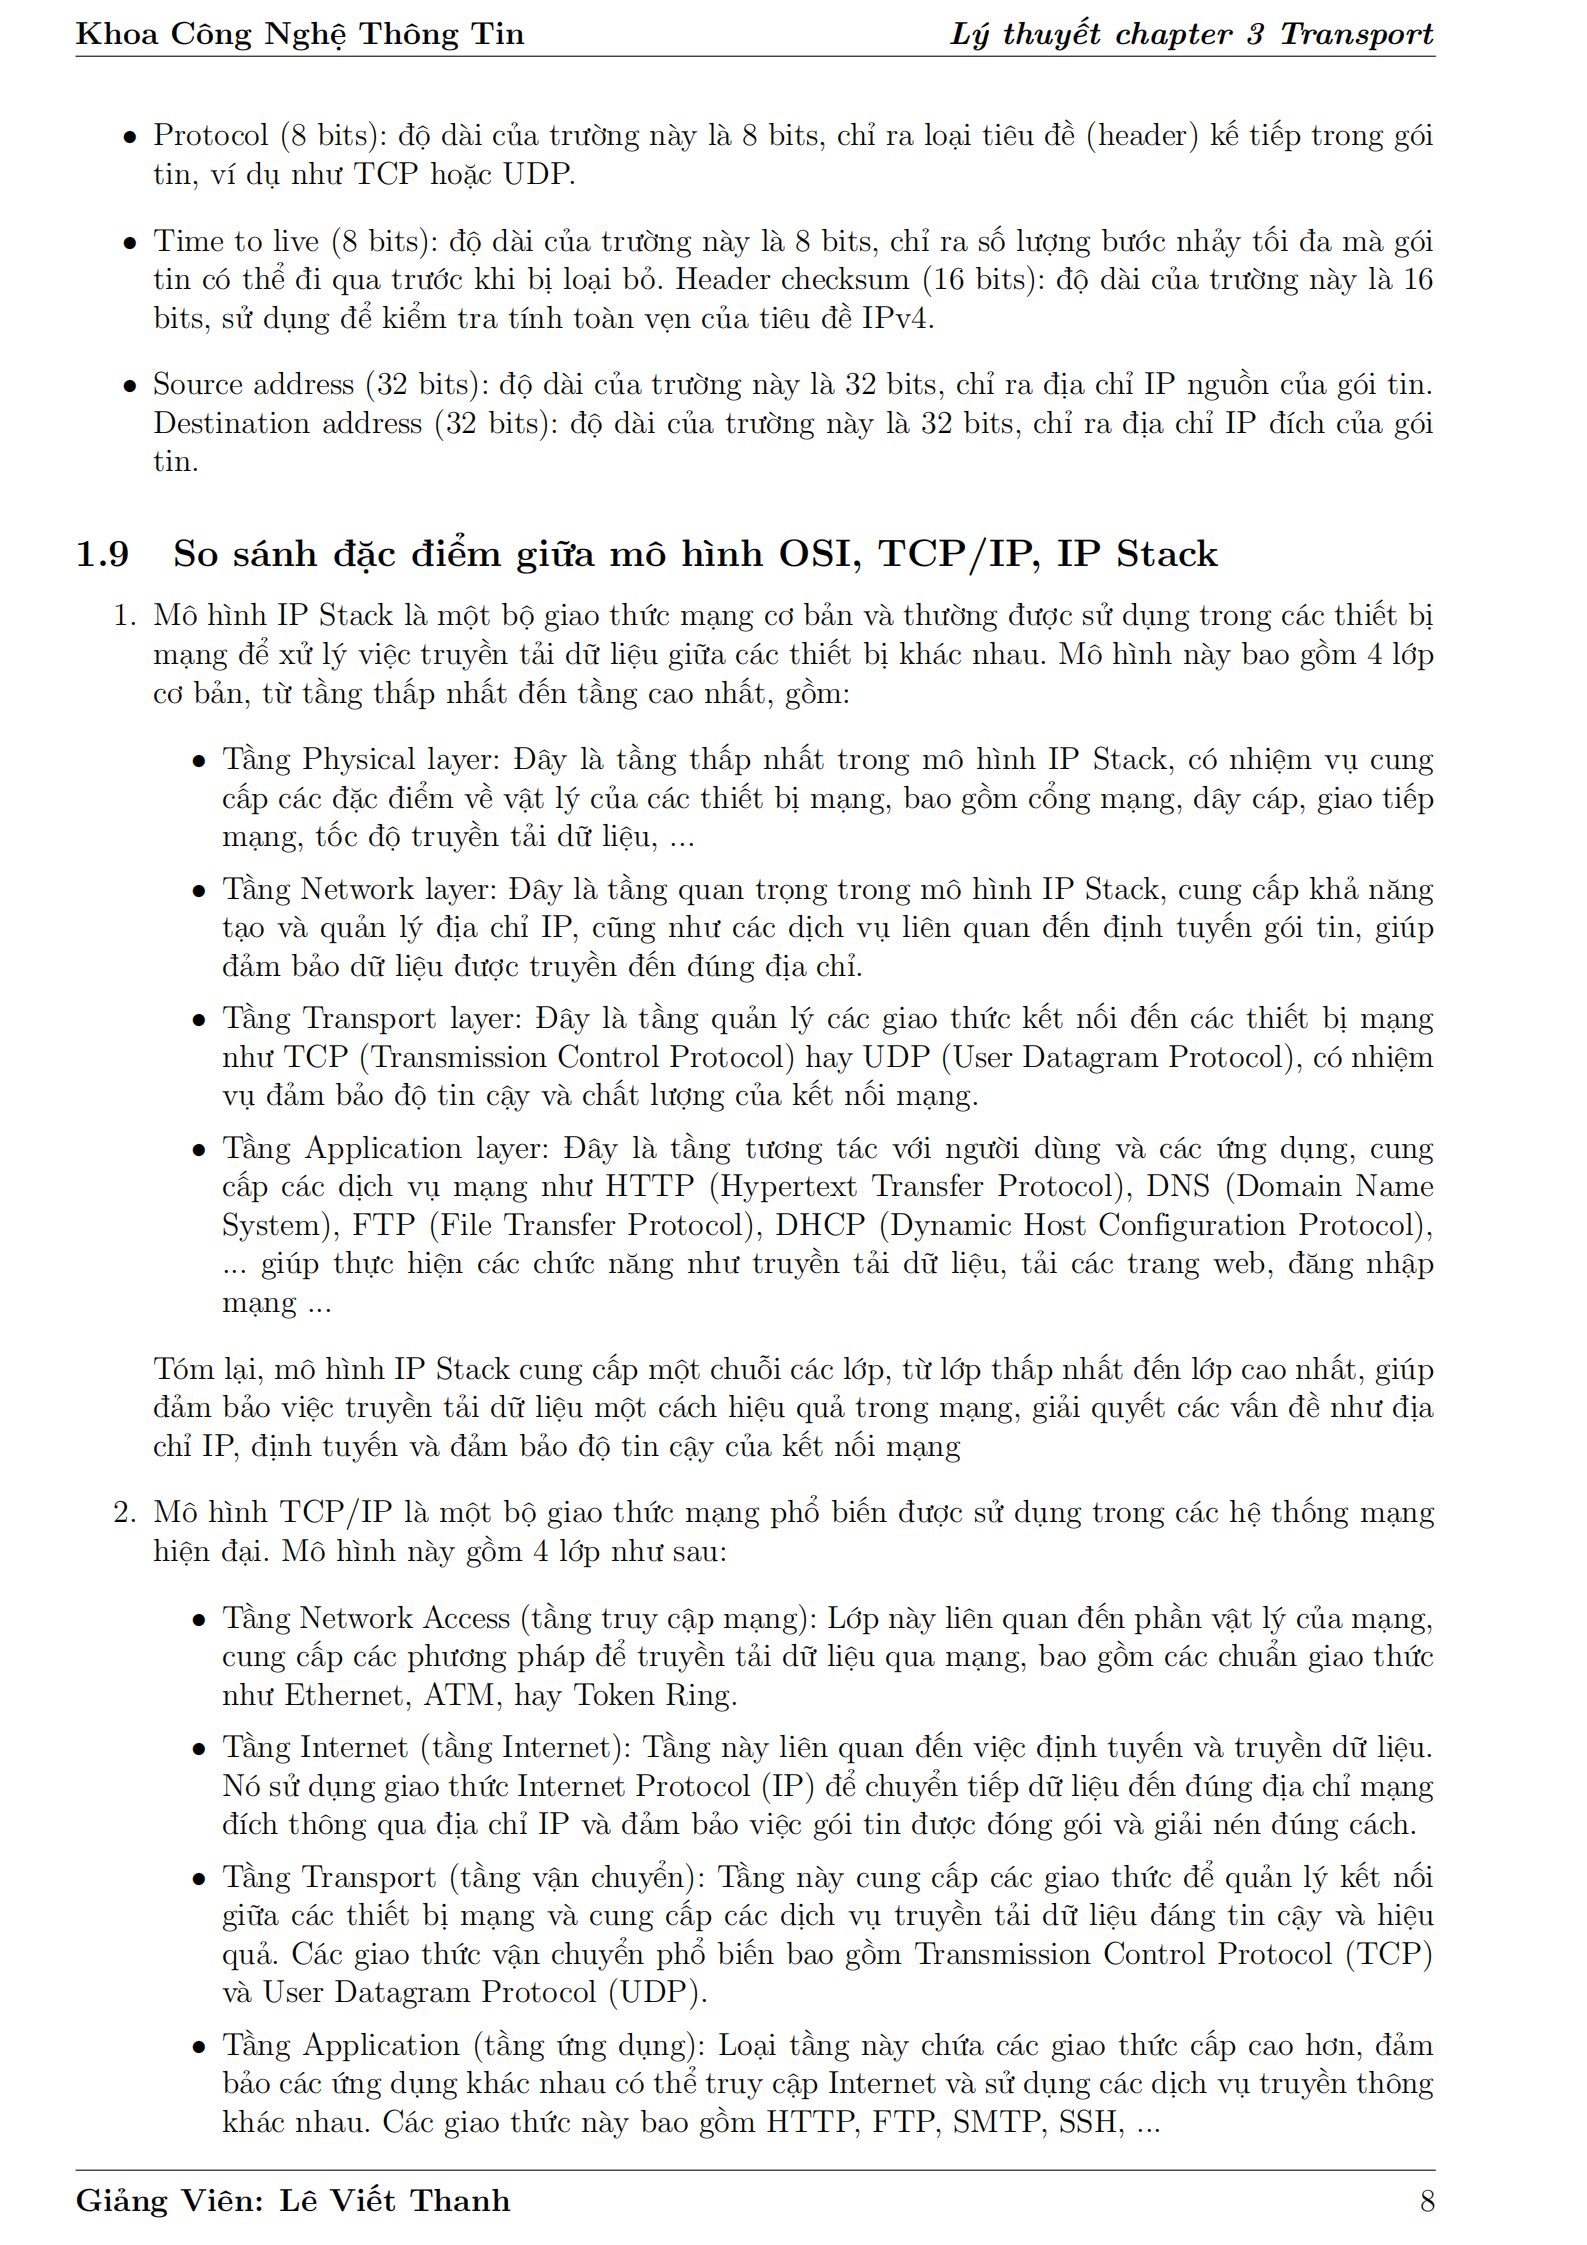 Khoa Công Nghệ Thông Tin Lý thuyết chapter 3 Transport
• Protocol (8 bits): độ dài của trường này là 8 bits, chỉ ra loại tiêu đề (header) kế tiếp trong gói
tin, ví dụ như TCP hoặc UDP.
• Time to live (8 bits): độ dài của trường này là 8 bits, chỉ ra số lượng bước nhảy tối đa mà gói
tin có thể đi qua trước khi bị loại bỏ. Header checksum (16 bits): độ dài của trường này là 16
bits, sử dụng để kiểm tra tính toàn vẹn của tiêu đề IPv4.
• Source address (32 bits): độ dài của trường này là 32 bits, chỉ ra địa chỉ IP nguồn của gói tin.
Destination address (32 bits): độ dài của trường này là 32 bits, chỉ ra địa chỉ IP đích của gói
tin.
1.9 So sánh đặc điểm giữa mô hình OSI, TCP/IP, IP Stack
1. Mô hình IP Stack là một bộ giao thức mạng cơ bản và thường được sử dụng trong các thiết bị
mạng để xử lý việc truyền tải dữ liệu giữa các thiết bị khác nhau. Mô hình này bao gồm 4 lớp
cơ bản, từ tầng thấp nhất đến tầng cao nhất, gồm:
• Tầng Physical layer: Đây là tầng thấp nhất trong mô hình IP Stack, có nhiệm vụ cung
cấp các đặc điểm về vật lý của các thiết bị mạng, bao gồm cổng mạng, dây cáp, giao tiếp
mạng, tốc độ truyền tải dữ liệu, ...
• Tầng Network layer: Đây là tầng quan trọng trong mô hình IP Stack, cung cấp khả năng
tạo và quản lý địa chỉ IP, cũng như các dịch vụ liên quan đến định tuyến gói tin, giúp
đảm bảo dữ liệu được truyền đến đúng địa chỉ.
• Tầng Transport layer: Đây là tầng quản lý các giao thức kết nối đến các thiết bị mạng
như TCP (Transmission Control Protocol) hay UDP (User Datagram Protocol), có nhiệm
vụ đảm bảo độ tin cậy và chất lượng của kết nối mạng.
• Tầng Application layer: Đây là tầng tương tác với người dùng và các ứng dụng, cung
cấp các dịch vụ mạng như HTTP (Hypertext Transfer Protocol), DNS (Domain Name
System), FTP (File Transfer Protocol), DHCP (Dynamic Host Configuration Protocol),
... giúp thực hiện các chức năng như truyền tải dữ liệu, tải các trang web, đăng nhập
mạng ...
Tóm lại, mô hình IP Stack cung cấp một chuỗi các lớp, từ lớp thấp nhất đến lớp cao nhất, giúp
đảm bảo việc truyền tải dữ liệu một cách hiệu quả trong mạng, giải quyết các vấn đề như địa
chỉ IP, định tuyến và đảm bảo độ tin cậy của kết nối mạng
2. Mô hình TCP/IP là một bộ giao thức mạng phổ biến được sử dụng trong các hệ thống mạng
hiện đại. Mô hình này gồm 4 lớp như sau:
• Tầng Network Access (tầng truy cập mạng): Lớp này liên quan đến phần vật lý của mạng,
cung cấp các phương pháp để truyền tải dữ liệu qua mạng, bao gồm các chuẩn giao thức
như Ethernet, ATM, hay Token Ring.
• Tầng Internet (tầng Internet): Tầng này liên quan đến việc định tuyến và truyền dữ liệu.
Nó sử dụng giao thức Internet Protocol (IP) để chuyển tiếp dữ liệu đến đúng địa chỉ mạng
đích thông qua địa chỉ IP và đảm bảo việc gói tin được đóng gói và giải nén đúng cách.
• Tầng Transport (tầng vận chuyển): Tầng này cung cấp các giao thức để quản lý kết nối
giữa các thiết bị mạng và cung cấp các dịch vụ truyền tải dữ liệu đáng tin cậy và hiệu
quả. Các giao thức vận chuyển phổ biến bao gồm Transmission Control Protocol (TCP)
và User Datagram Protocol (UDP).
• Tầng Application (tầng ứng dụng): Loại tầng này chứa các giao thức cấp cao hơn, đảm
bảo các ứng dụng khác nhau có thể truy cập Internet và sử dụng các dịch vụ truyền thông
khác nhau. Các giao thức này bao gồm HTTP, FTP, SMTP, SSH, ...
Giảng Viên: Lê Viết Thanh 8